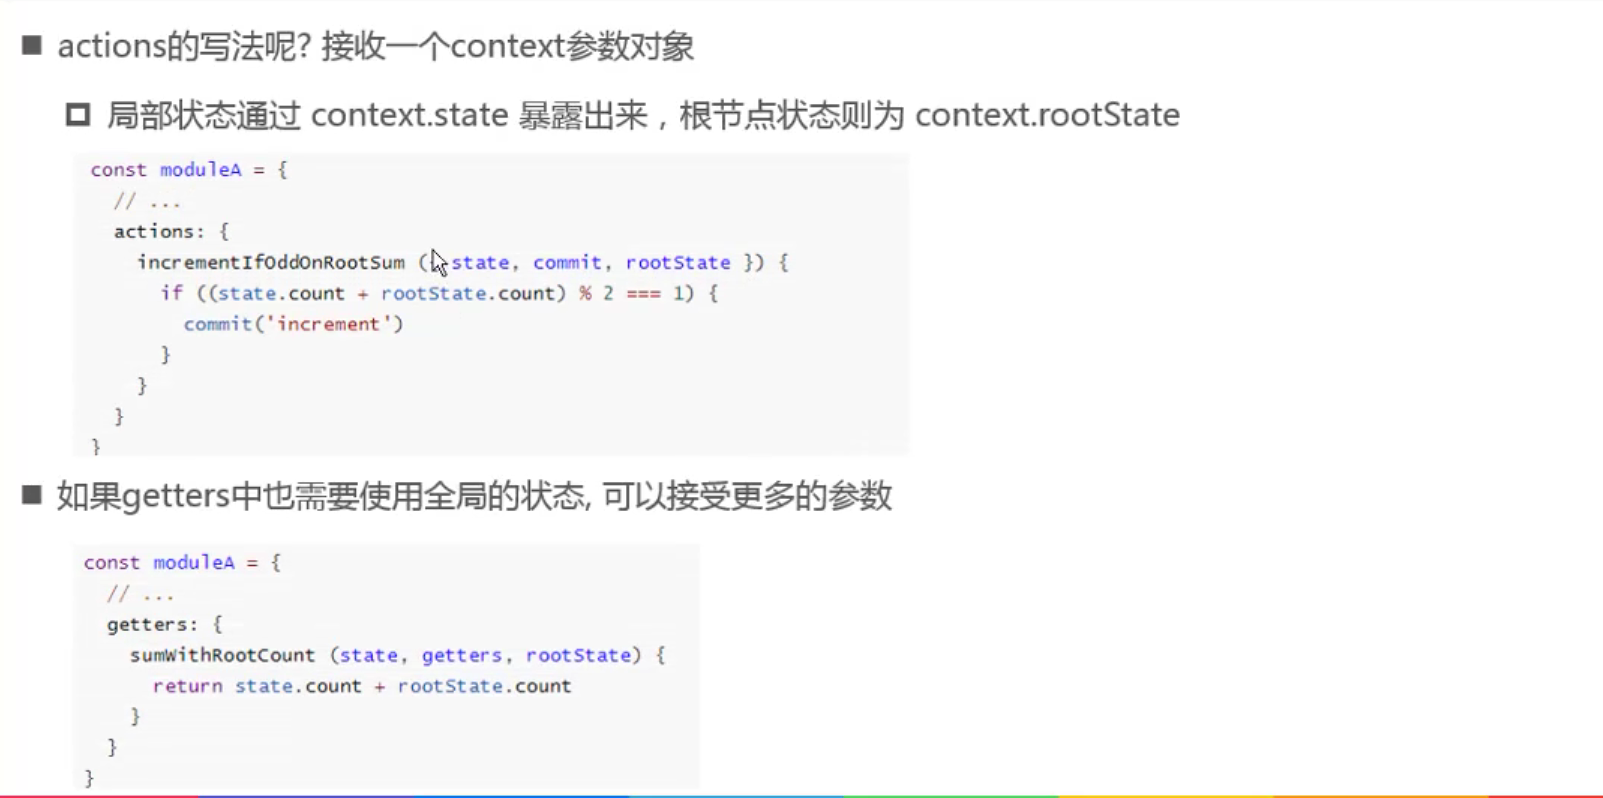 actions的写法呢? 接收一个context参数对象
局部状态通过 context.state 暴露出来，根节点状态则为 context.rootState
const moduleA = {
  // ...
  actions: {
    incrementIfOddOnRootSum ({ state, commit, rootState }) {
      if ((state.count + rootState.count) % 2 === 1) {
        commit('increment')
      }
    }
  }
}
如果getters中也需要使用全局的状态, 可以接受更多的参数
const moduleA = {
  // ...
  getters: {
    sumWithRootCount (state, getters, rootState) {
      return state.count + rootState.count
    }
  }
}